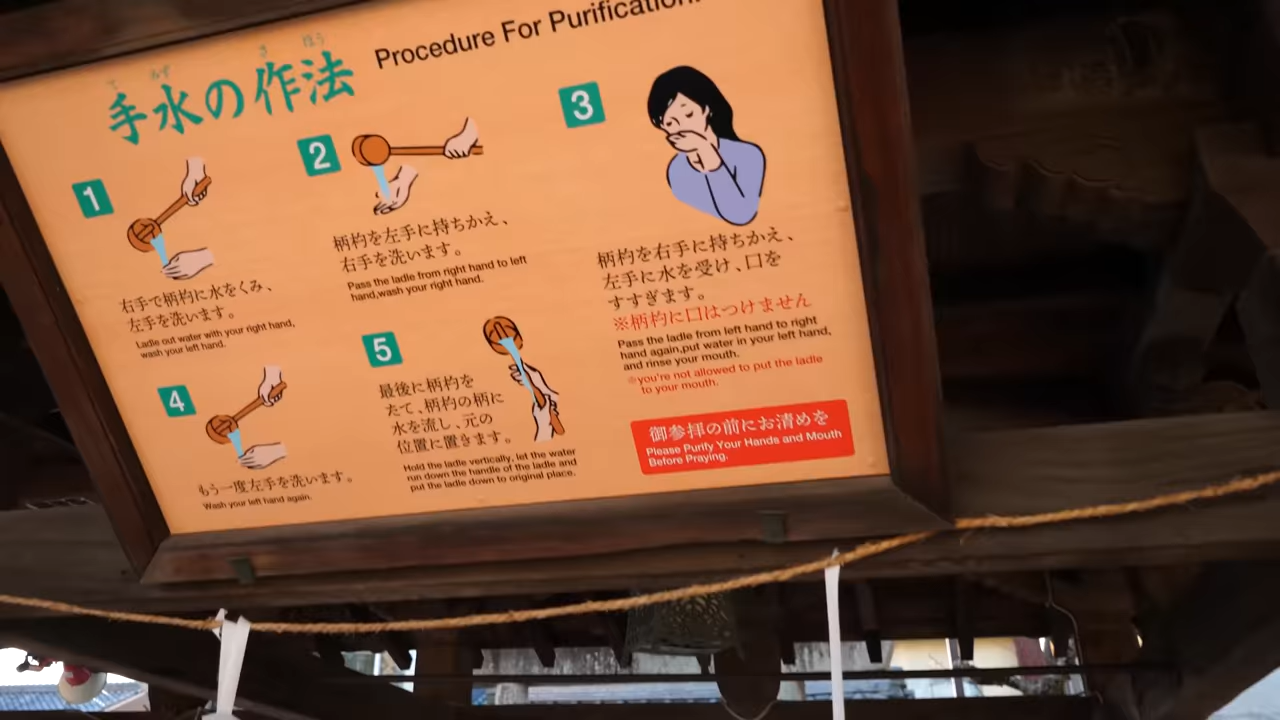 手水の作法
て みず さ ほう
Procedure For Purification.
1
右手で柄杓に水をくみ、
左手を洗います。
Ladle out water with your right hand,
wash your left hand.
2
柄杓を左手に持ちかえ、
右手を洗います。
Pass the ladle from right hand to left
hand,wash your right hand.
3
柄杓を右手に持ちかえ、
左手に水を受け、口を
すすぎます。
※柄杓に口はつけません
Pass the ladle from left hand to right
hand again,put water in your left hand,
and rinse your mouth.
※you're not allowed to put the ladle
to your mouth.
4
もう一度左手を洗います。
Wash your left hand again.
5
最後に柄杓を
たて、柄杓の柄に
水を流し、元の
位置に置きます。
Hold the ladle vertically, let the water
run down the handle of the ladle and
put the ladle down to original place.
御参拝の前にお清めを
Please Purify Your Hands and Mouth
Before Praying.